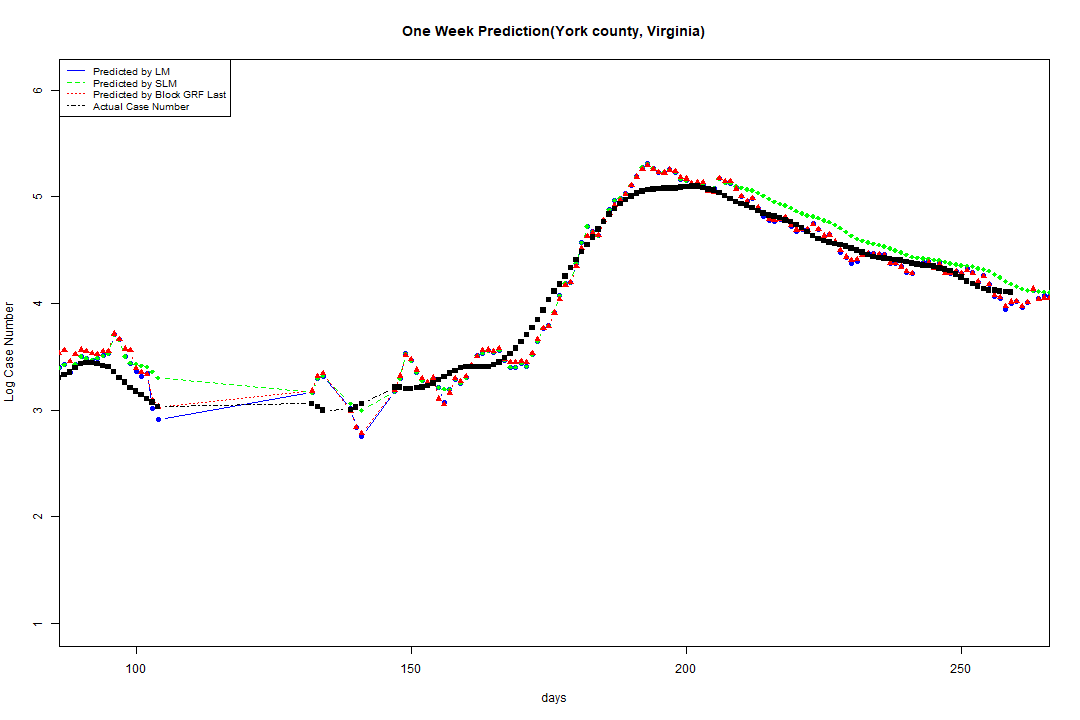 One Week Prediction(York county, Virginia)
Predicted by LM
Predicted by SLM
Predicted by Block GRF Last
Actual Case Number
6
5
4
3
2
1
Log Case Number
100 150 200 250
days